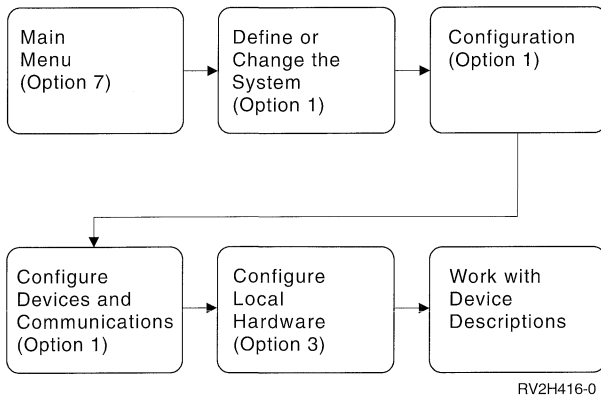 Main
Menu
(Option 7)
Define or
Change the
System
(Option 1)
Configuration
(Option 1)
Configure
Devices and
Communications
(Option 1)
Configure
Local
Hardware
(Option 3)
Work with
Device
Descriptions
RV2H416-0